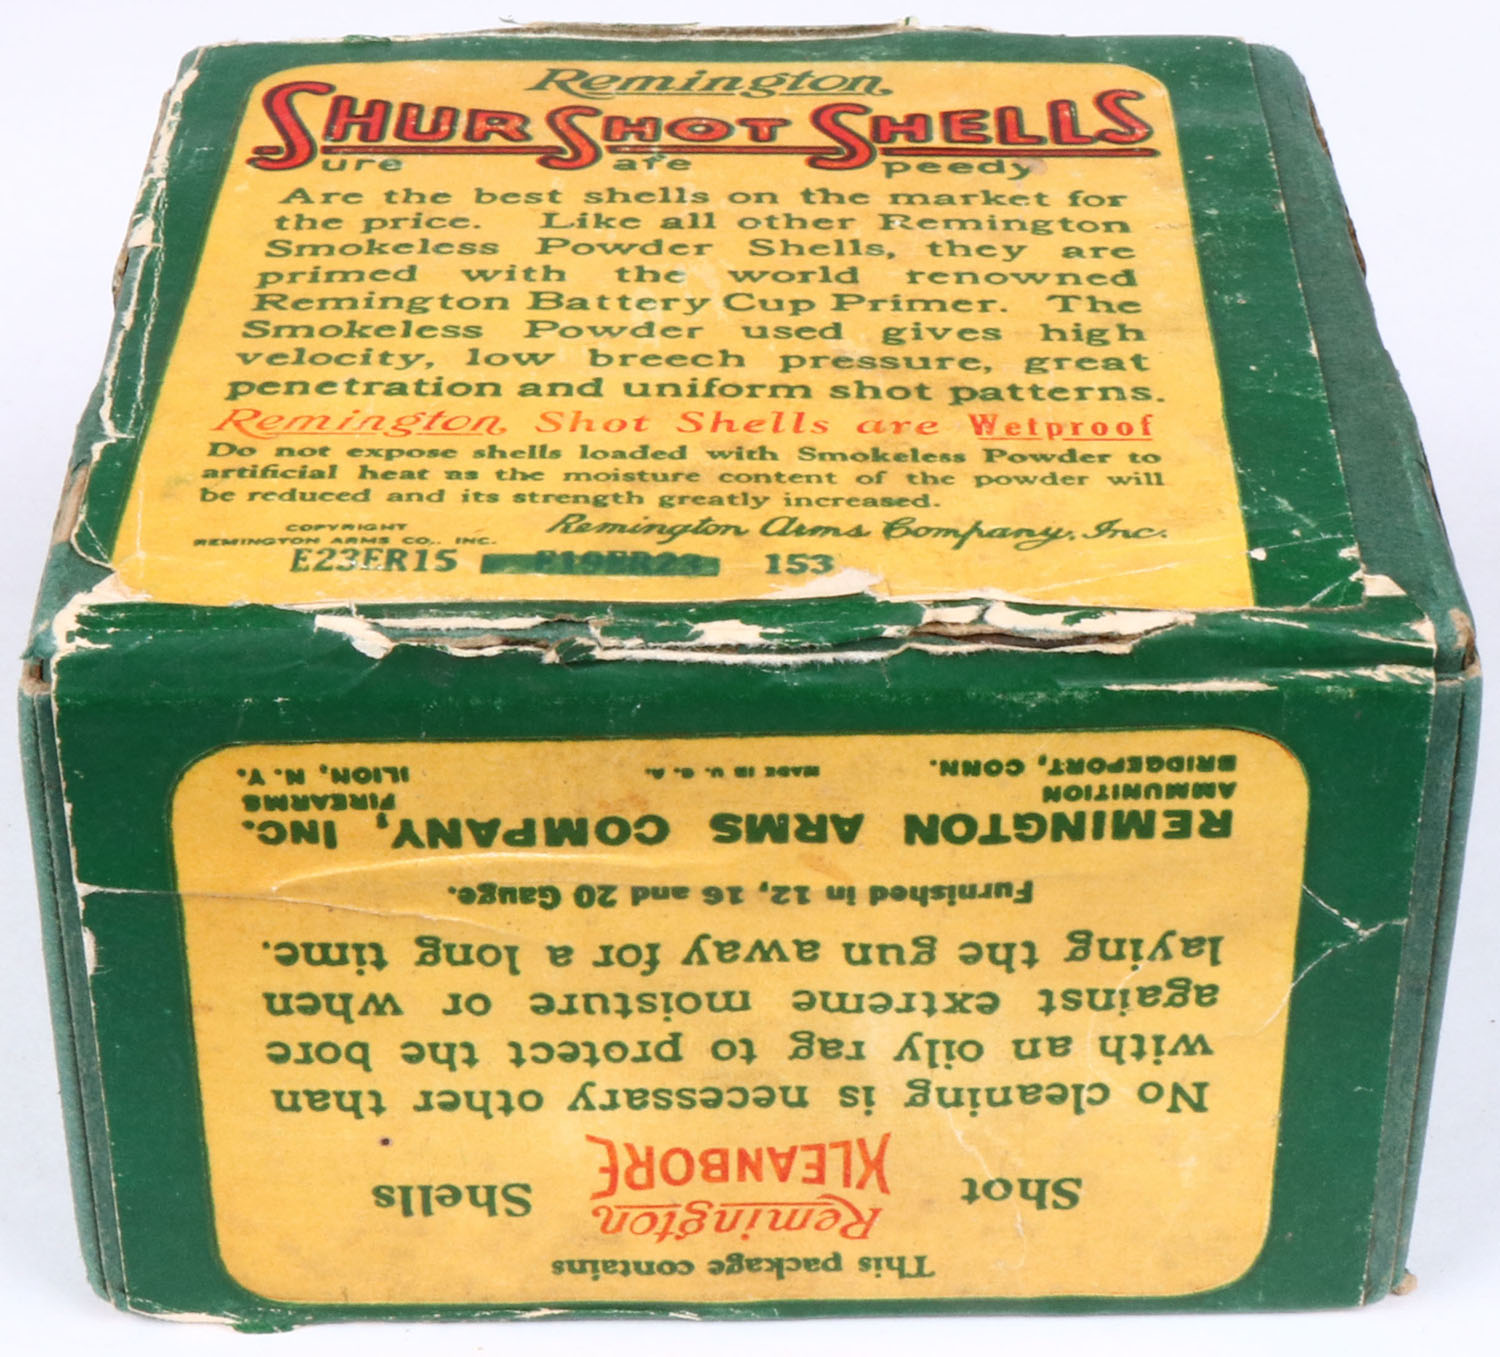 Remington,
SHUR SHOT SHELLS
ure afe peedy
Are the best shells on the market for
the price. Like all other Remington
Smokeless Powder Shells, they are
primed with the world renowned
Remington Battery Cup Primer. The
Smokeless Powder used gives high
velocity, low breech pressure, great
penetration and uniform shot patterns.
Remington, Shot Shells are Wetproof
Do not expose shells loaded with Smokeless Powder to
artificial heat as the moisture content of the powder will
be reduced and its strength greatly increased.
COPYRIGHT
REMINGTON ARMS CO., INC.
Remington Arms Company, Inc.
E23ER15 E19ER23 153
This package contains
Remington
Shot KLEANBORE Shells
No cleaning is necessary other than
with an oily rag to protect the bore
against extreme moisture or when
laying the gun away for a long time.
Furnished in 12, 16 and 20 Gauge.
REMINGTON ARMS COMPANY, INC.
AMMUNITION FIREARMS
BRIDGEPORT, CONN. MADE IN U. S. A. ILION, N. Y.